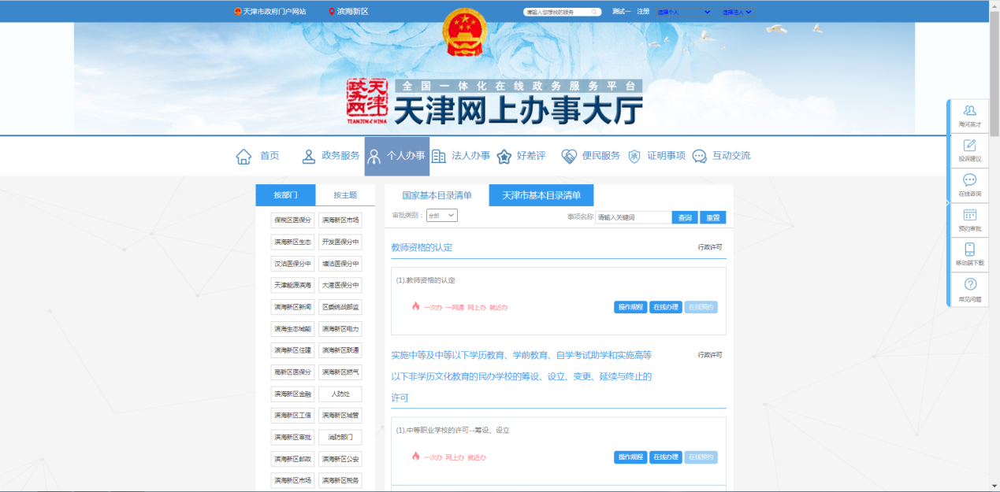 天津市政府门户网站 滨海新区 请输入您想找的服务 测试一 注册 选择个人 选择法人
天津政务网
TIANJIN-CHINA
全国一体化在线政务服务平台
天津网上办事大厅
首页 政务服务 个人办事 法人办事 好差评 便民服务 证明事项 互动交流
按部门 按主题
保税区医保分 滨海新区市场
滨海新区生态 开发医保分中
汉沽医保分中 塘沽医保分中
天津能源滨海 大港医保分中
滨海新区新闻 区委统战部监
滨海生态城能 滨海新区电力
滨海新区住建 滨海新区联通
高新区医保分 滨海新区燃气
滨海新区金融 人防处
滨海新区工信 滨海新区城管
滨海新区审批 消防部门
滨海新区邮政 滨海新区公安
滨海新区市场 滨海新区税务
国家基本目录清单 天津市基本目录清单
审批类别： 全部 事项名称 请输入关键词 查询 重置
教师资格的认定 行政许可
(1).教师资格的认定
一次办 一网通 网上办 就近办 操作规程 在线办理 在线预约
实施中等及中等以下学历教育、学前教育、自学考试助学和实施高等 行政许可
以下非学历文化教育的民办学校的筹设、设立、变更、延续与终止的
许可
(1).中等职业学校的许可--筹设、设立
一次办 网上办 就近办 操作规程 在线办理 在线预约
海河英才
投诉建议
在线咨询
预约审批
移动端下载
常见问题